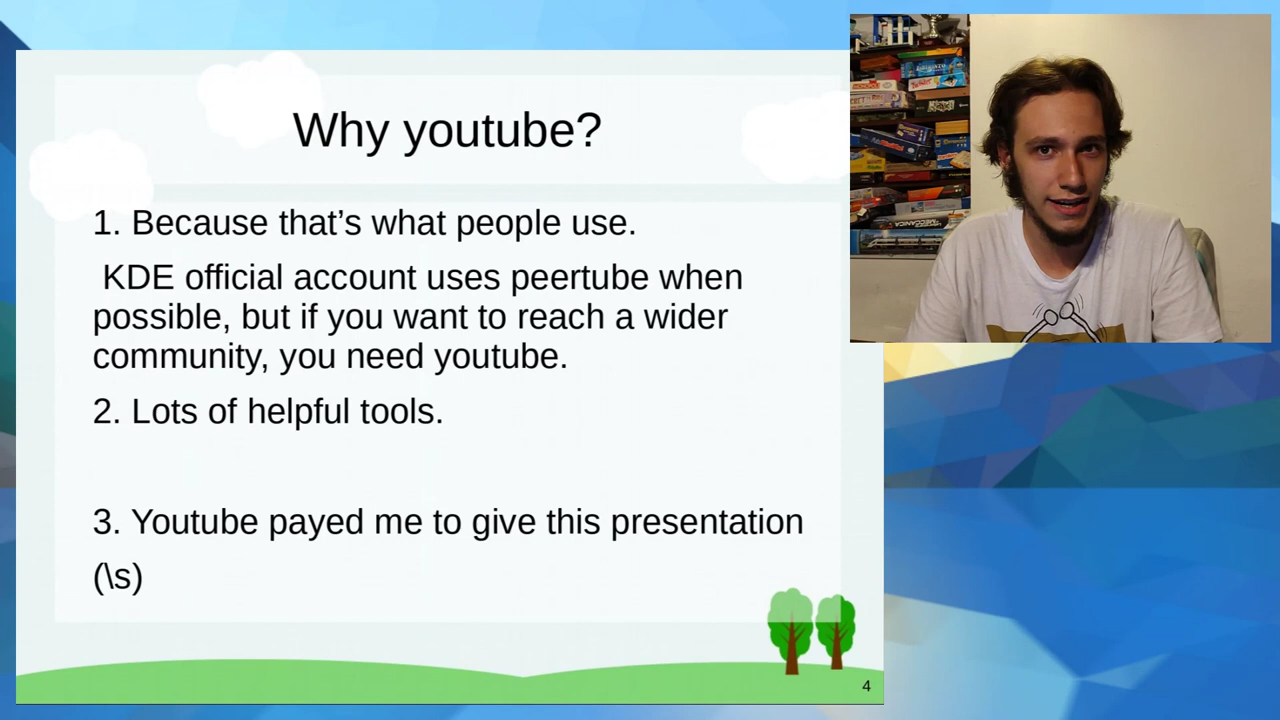 Why youtube?
1. Because that’s what people use.
KDE official account uses peertube when
possible, but if you want to reach a wider
community, you need youtube.
2. Lots of helpful tools.
3. Youtube payed me to give this presentation
(\s)
4
MONOPOLY
MECCANICA